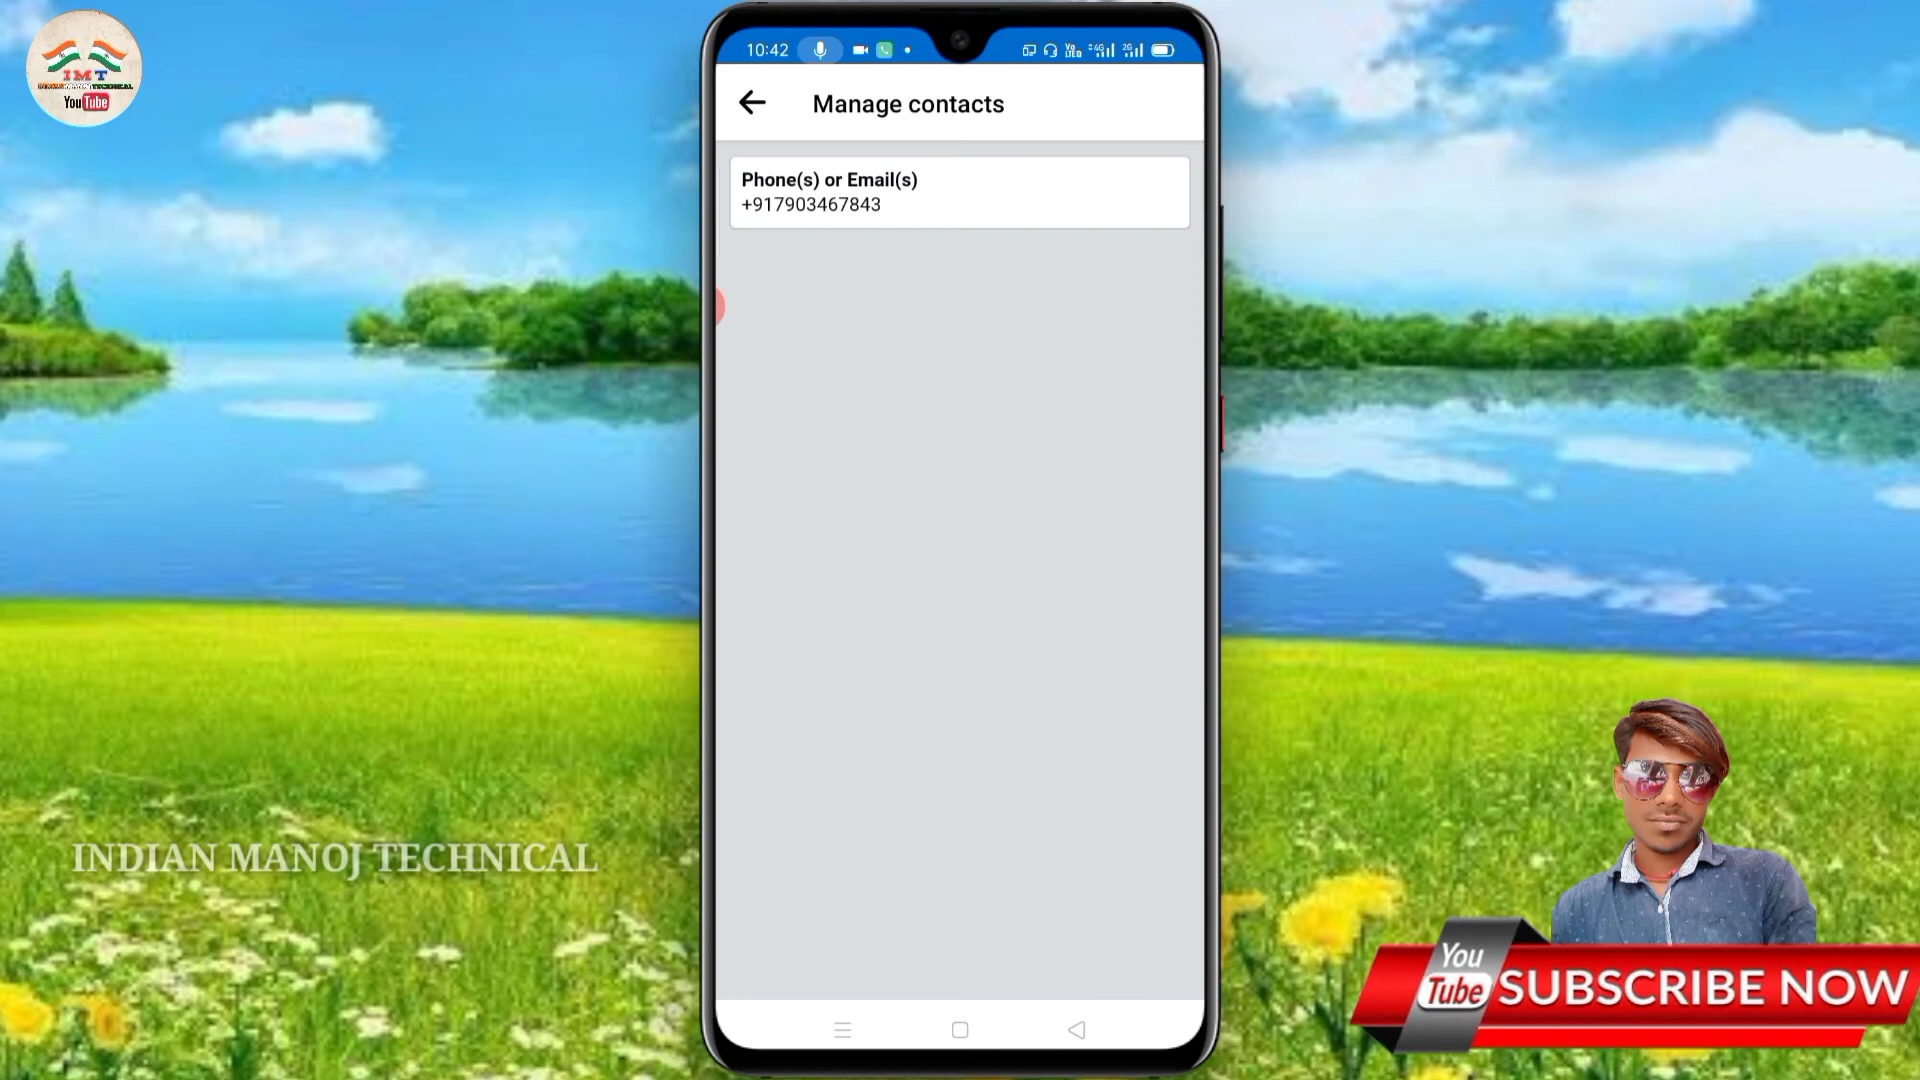 IMT
YouTube
10:42
Manage contacts
Phone(s) or Email(s)
+917903467843
INDIAN MANOJ TECHNICAL
You
Tube
SUBSCRIBE NOW